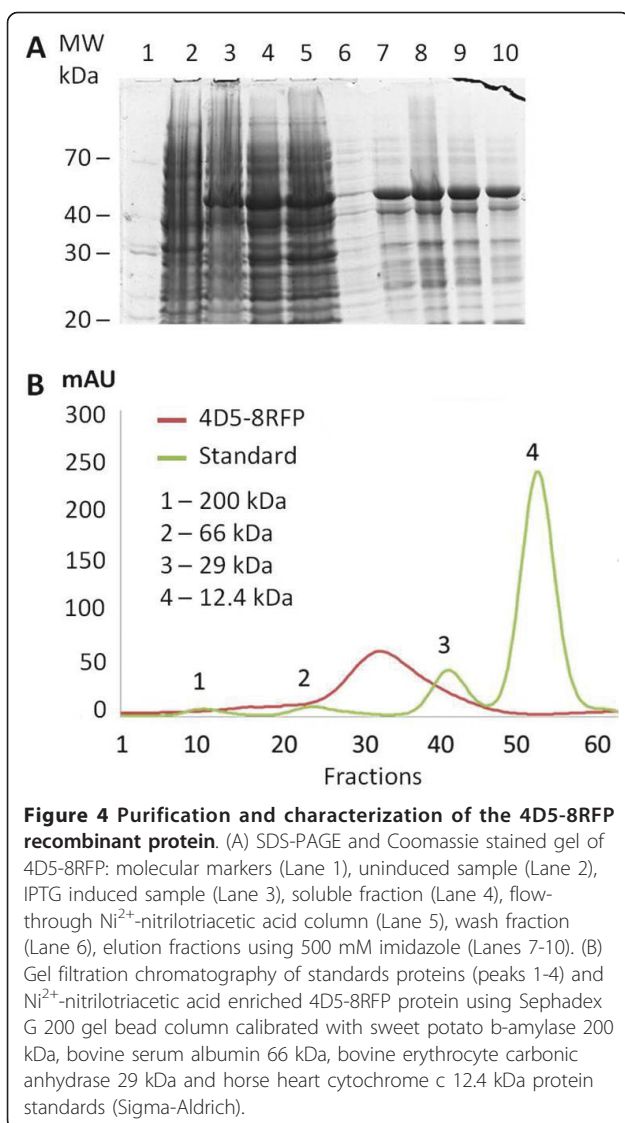 A MW 1 2 3 4 5 6 7 8 9 10
kDa
70 –
40 –
30 –
20 –
B mAU
300
250
200
150
100
50
0
4D5-8RFP
Standard
1 – 200 kDa
2 – 66 kDa
3 – 29 kDa
4 – 12.4 kDa
1
2
3
4
1 10 20 30 40 50 60
Fractions
Figure 4 Purification and characterization of the 4D5-8RFP
recombinant protein. (A) SDS-PAGE and Coomassie stained gel of
4D5-8RFP: molecular markers (Lane 1), uninduced sample (Lane 2),
IPTG induced sample (Lane 3), soluble fraction (Lane 4), flow-
through Ni²⁺-nitrilotriacetic acid column (Lane 5), wash fraction
(Lane 6), elution fractions using 500 mM imidazole (Lanes 7-10). (B)
Gel filtration chromatography of standards proteins (peaks 1-4) and
Ni²⁺-nitrilotriacetic acid enriched 4D5-8RFP protein using Sephadex
G 200 gel bead column calibrated with sweet potato b-amylase 200
kDa, bovine serum albumin 66 kDa, bovine erythrocyte carbonic
anhydrase 29 kDa and horse heart cytochrome c 12.4 kDa protein
standards (Sigma-Aldrich).